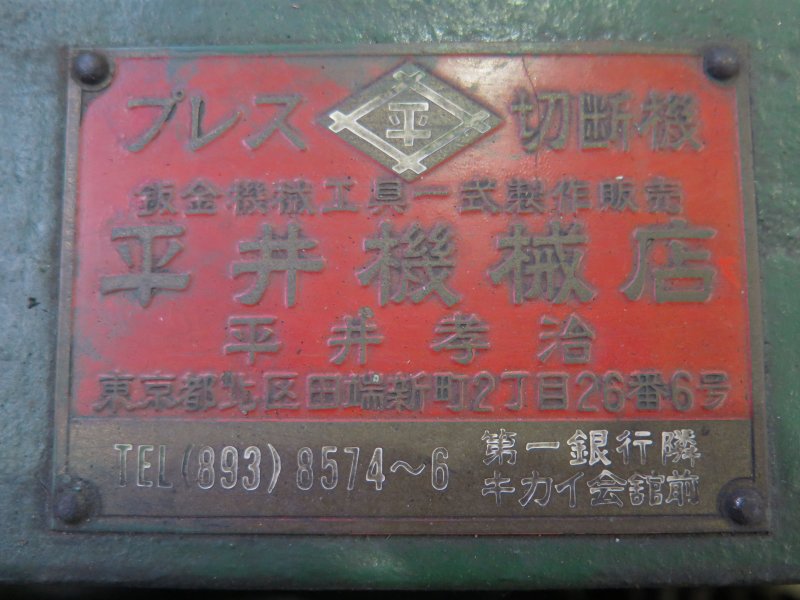 プレス 平 切断機
鈑金機械工具一式製作販売
平井機械店
平井孝治
東京都北区田端新町2丁目26番6号
TEL(893)8574〜6 第一銀行隣
キカイ会館前